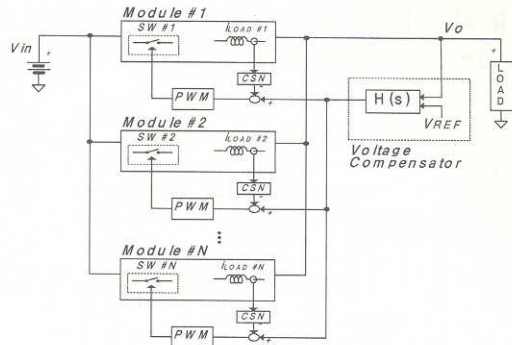 Module #1
SW #1
ILOAD #1
Vin
+
CSN
-
PWM
+
Vo
+
LOAD
H(s)
VREF
Voltage
Compensator
Module #2
SW #2
ILOAD #2
CSN
-
PWM
+
Module #N
SW #N
ILOAD #N
CSN
-
PWM
+